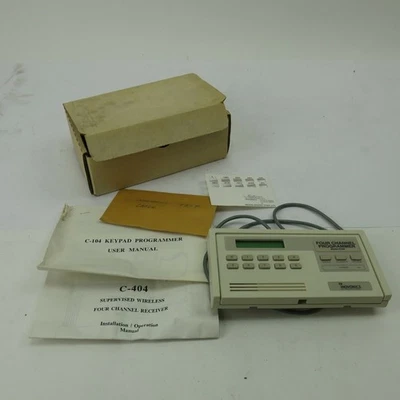 C-104 KEYPAD PROGRAMMER
USER MANUAL
C-404
SUPERVISED WIRELESS
FOUR CHANNEL RECEIVER
Installation / Operation
Manual
FOUR CHANNEL
PROGRAMMER